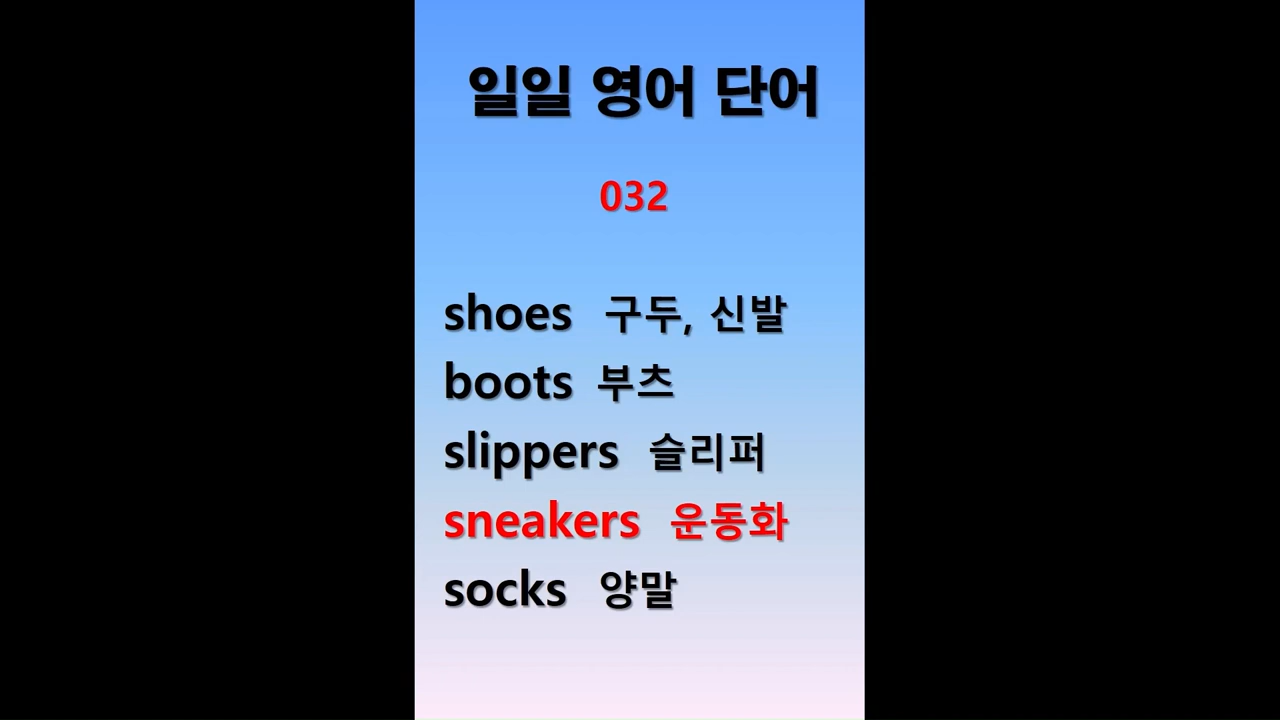 일일 영어 단어
032
shoes 구두, 신발
boots 부츠
slippers 슬리퍼
sneakers 운동화
socks 양말